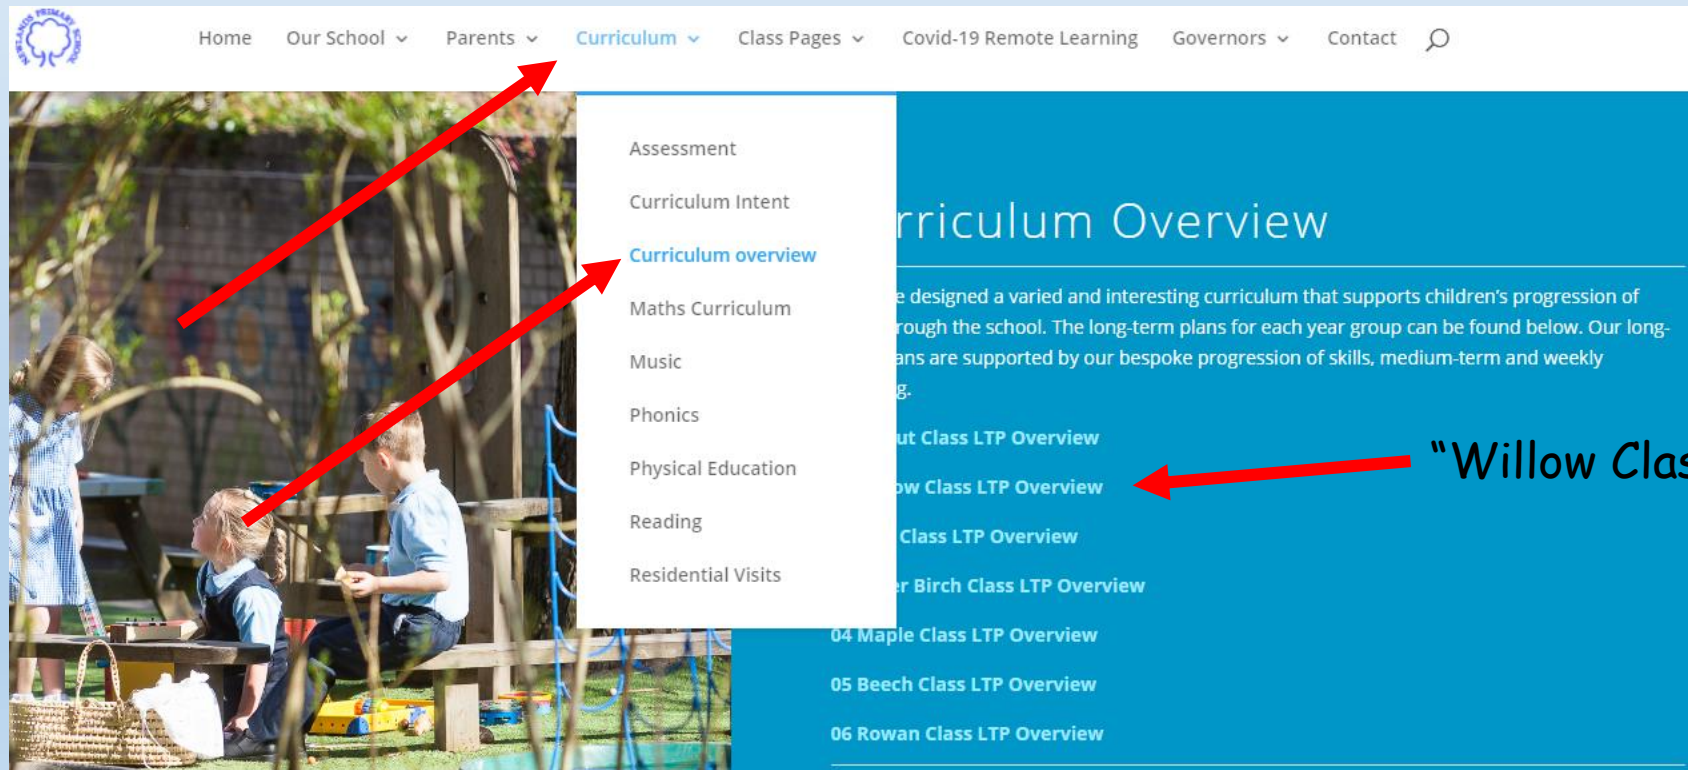 NEWLANDS PRIMARY SCHOOL
Home Our School Parents Curriculum Class Pages Covid-19 Remote Learning Governors Contact
Assessment
Curriculum Intent
Curriculum overview
Maths Curriculum
Music
Phonics
Physical Education
Reading
Residential Visits
rriculum Overview
e designed a varied and interesting curriculum that supports children's progression of
rough the school. The long-term plans for each year group can be found below. Our long-
ans are supported by our bespoke progression of skills, medium-term and weekly
g.
ut Class LTP Overview
ow Class LTP Overview
Class LTP Overview
er Birch Class LTP Overview
04 Maple Class LTP Overview
05 Beech Class LTP Overview
06 Rowan Class LTP Overview
"Willow Clas